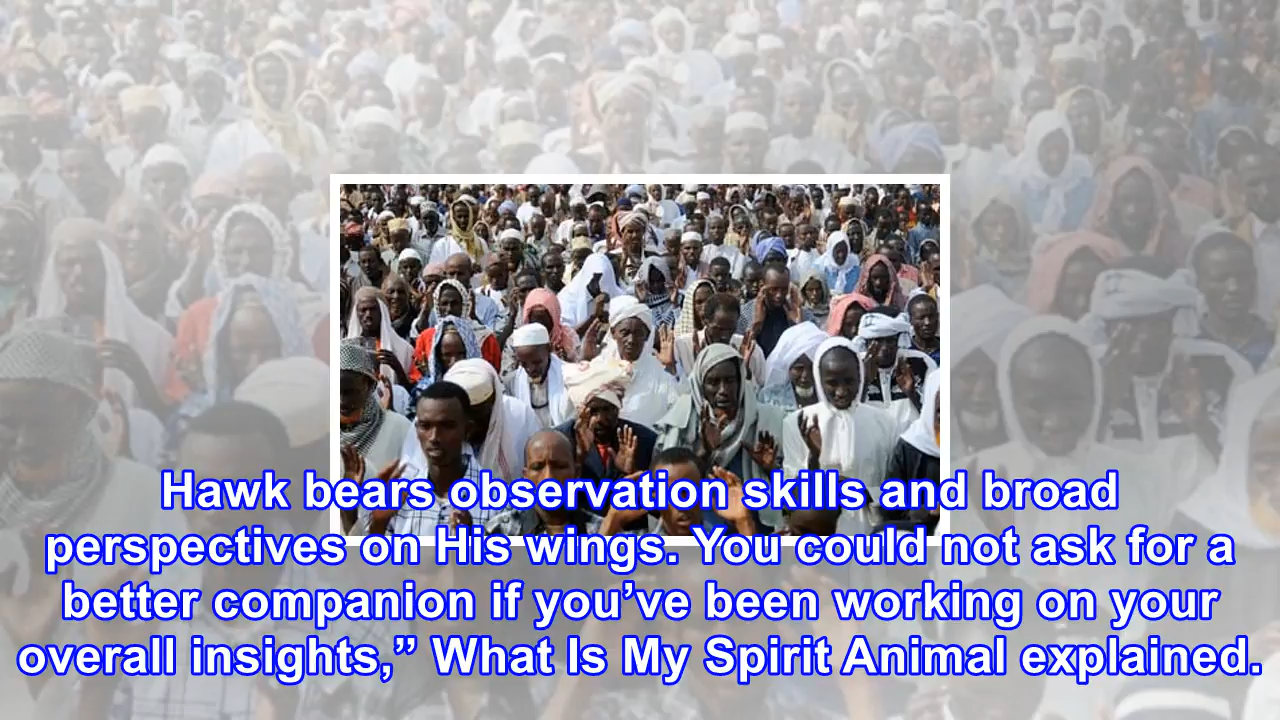 Hawk bears observation skills and broad
perspectives on His wings. You could not ask for a
better companion if you’ve been working on your
overall insights,” What Is My Spirit Animal explained.